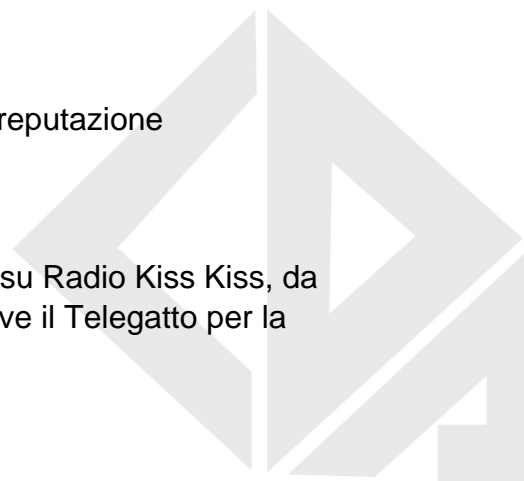 reputazione
su Radio Kiss Kiss, da
ve il Telegatto per la